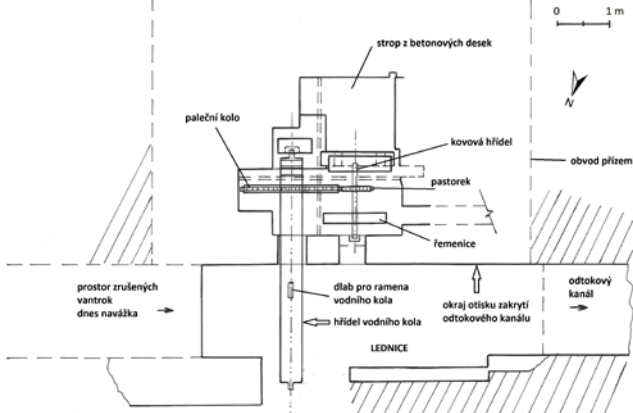 0 1 m
strop z betonových desek
N
paleční kolo
kovová hřídel
obvod přízem.
pastorek
řemenice
prostor zrušených
vantrok
dnes navážka
dlab pro ramena
vodního kola
okraj otisku zakrytí
odtokového kanálu
odtokový
kanál
hřídel vodního kola
LEDNICE